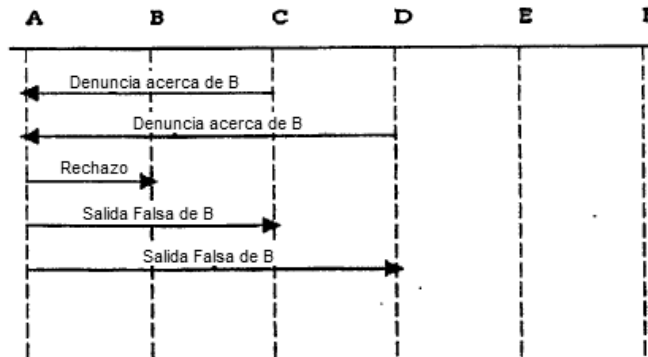 A B C D E
Denuncia acerca de B
Denuncia acerca de B
Rechazo
Salida Falsa de B
Salida Falsa de B